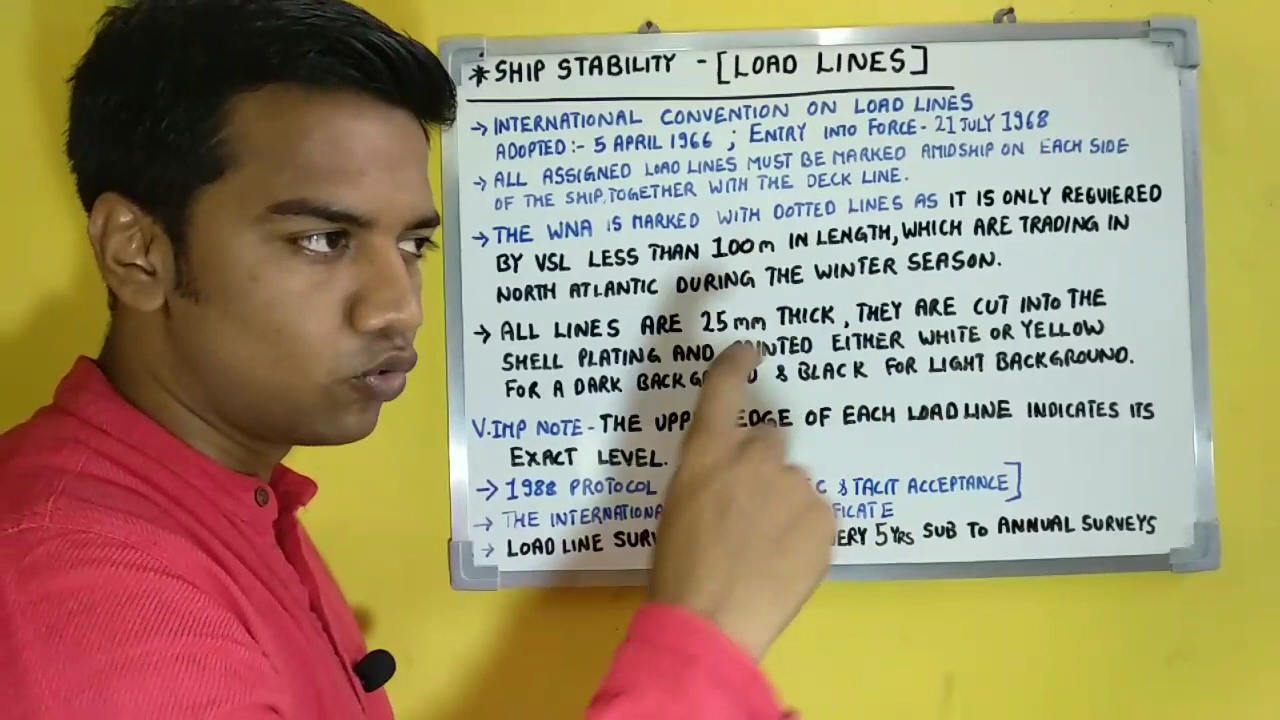 * SHIP STABILITY - [LOAD LINES]
→ INTERNATIONAL CONVENTION ON LOAD LINES
ADOPTED:- 5 APRIL 1966 ; ENTRY INTO FORCE - 21 JULY 1968
→ ALL ASSIGNED LOAD LINES MUST BE MARKED AMIDSHIP ON EACH SIDE
OF THE SHIP, TOGETHER WITH THE DECK LINE.
→ THE WNA IS MARKED WITH DOTTED LINES AS IT IS ONLY REGUIERED
BY VSL LESS THAN 100m IN LENGTH, WHICH ARE TRADING IN
NORTH ATLANTIC DURING THE WINTER SEASON.
→ ALL LINES ARE 25mm THICK, THEY ARE CUT INTO THE
SHELL PLATING AND PAINTED EITHER WHITE OR YELLOW
FOR A DARK & BLACK FOR LIGHT BACKGROUND.
V.IMP NOTE - THE EDGE OF EACH LOADLINE INDICATES ITS
EXACT LEVEL.
→ 1988 PROTOCOL & TACIT ACCEPTANCE]
→ THE
→ LOAD LINE 5 YRS SUB TO ANNUAL SURVEYS